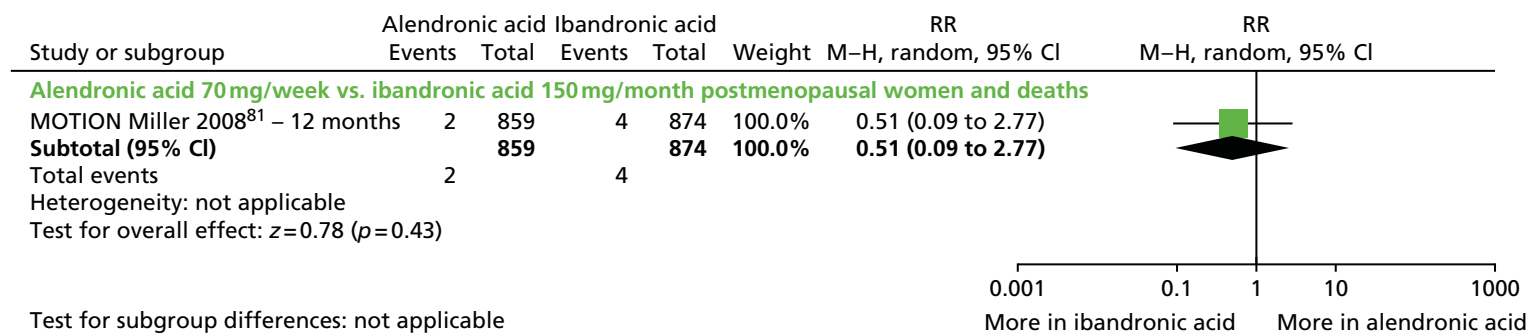 Alendronic acid Ibandronic acid RR RR
Study or subgroup Events Total Events Total Weight M–H, random, 95% Cl M–H, random, 95% Cl
Alendronic acid 70 mg/week vs. ibandronic acid 150 mg/month postmenopausal women and deaths
MOTION Miller 2008⁸¹ – 12 months 2 859 4 874 100.0% 0.51 (0.09 to 2.77)
Subtotal (95% Cl) 859 874 100.0% 0.51 (0.09 to 2.77)
Total events 2 4
Heterogeneity: not applicable
Test for overall effect: z=0.78 (p=0.43)
0.001 0.1 1 10 1000
Test for subgroup differences: not applicable More in ibandronic acid More in alendronic acid